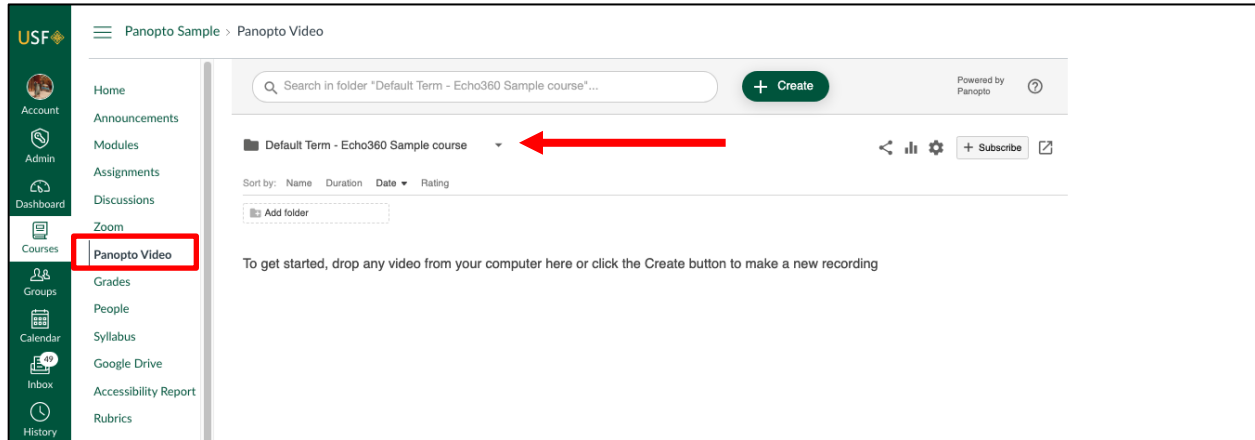 USF
Panopto Sample > Panopto Video
Account
Admin
Dashboard
Courses
Groups
Calendar
49
Inbox
History
Home
Announcements
Modules
Assignments
Discussions
Zoom
Panopto Video
Grades
People
Syllabus
Google Drive
Accessibility Report
Rubrics
Search in folder "Default Term - Echo360 Sample course"...
+ Create
Powered by
Panopto
?
Default Term - Echo360 Sample course
+ Subscribe
Sort by: Name Duration Date Rating
Add folder
To get started, drop any video from your computer here or click the Create button to make a new recording